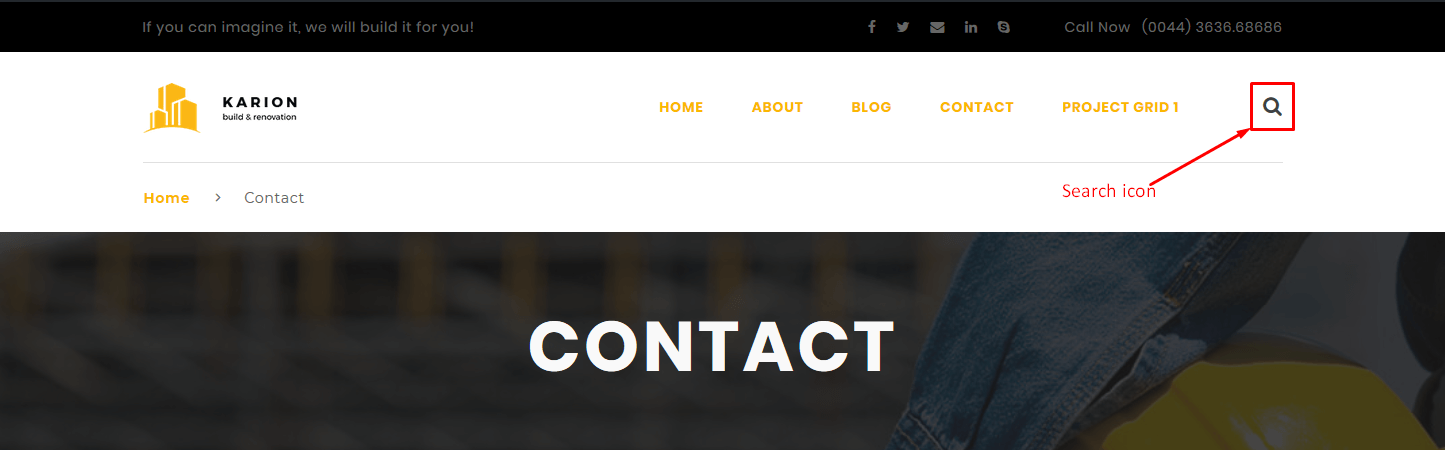 If you can imagine it, we will build it for you!
Call Now (0044) 3636.68686
KARION
build & renovation
HOME ABOUT BLOG CONTACT PROJECT GRID 1
Search icon
Home > Contact
CONTACT